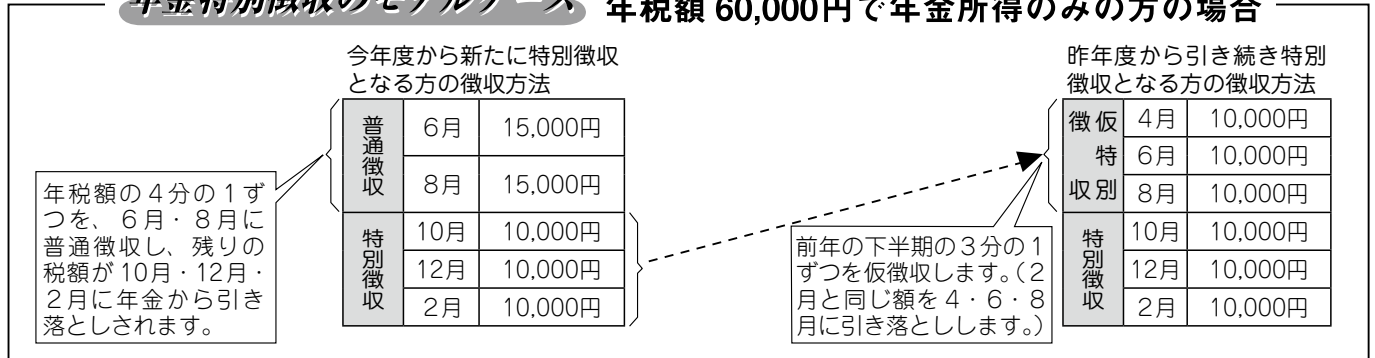 年金特別徴収のモデルケース 年税額 60,000円で年金所得のみの方の場合
今年度から新たに特別徴収
となる方の徴収方法
普通徴収
6月 15,000円
8月 15,000円
特別徴収
10月 10,000円
12月 10,000円
2月 10,000円
年税額の4分の1ず
つを、6月・8月に
普通徴収し、残りの
税額が10月・12月・
2月に年金から引き
落としされます。
昨年度から引き続き特別
徴収となる方の徴収方法
仮特別徴収
4月 10,000円
6月 10,000円
8月 10,000円
特別徴収
10月 10,000円
12月 10,000円
2月 10,000円
前年の下半期の3分の1
ずつを仮徴収します。(2
月と同じ額を4・6・8
月に引き落としします。)